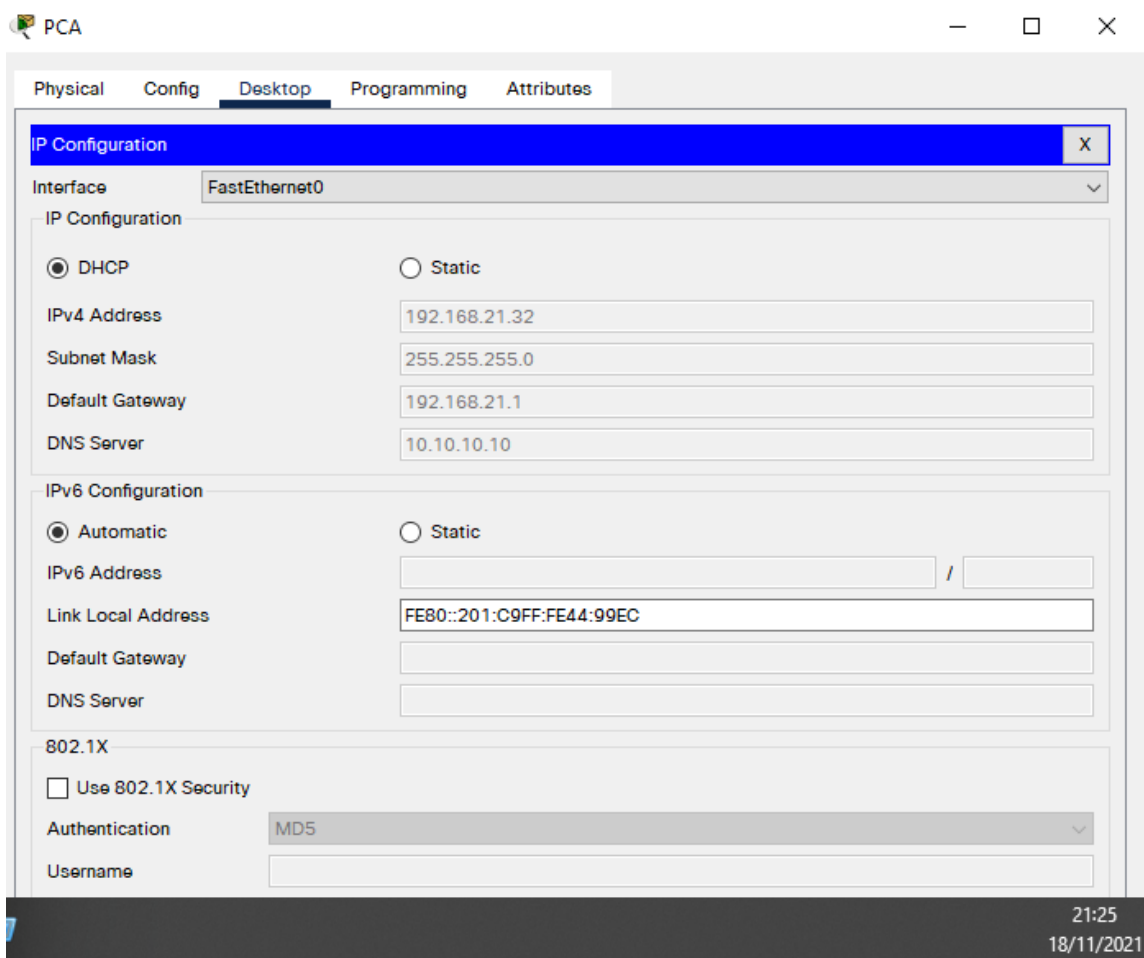 PCA
Physical Config Desktop Programming Attributes
IP Configuration X
Interface FastEthernet0
IP Configuration
DHCP Static
IPv4 Address 192.168.21.32
Subnet Mask 255.255.255.0
Default Gateway 192.168.21.1
DNS Server 10.10.10.10
IPv6 Configuration
Automatic Static
IPv6 Address /
Link Local Address FE80::201:C9FF:FE44:99EC
Default Gateway
DNS Server
802.1X
Use 802.1X Security
Authentication MD5
Username
21:25
18/11/2021